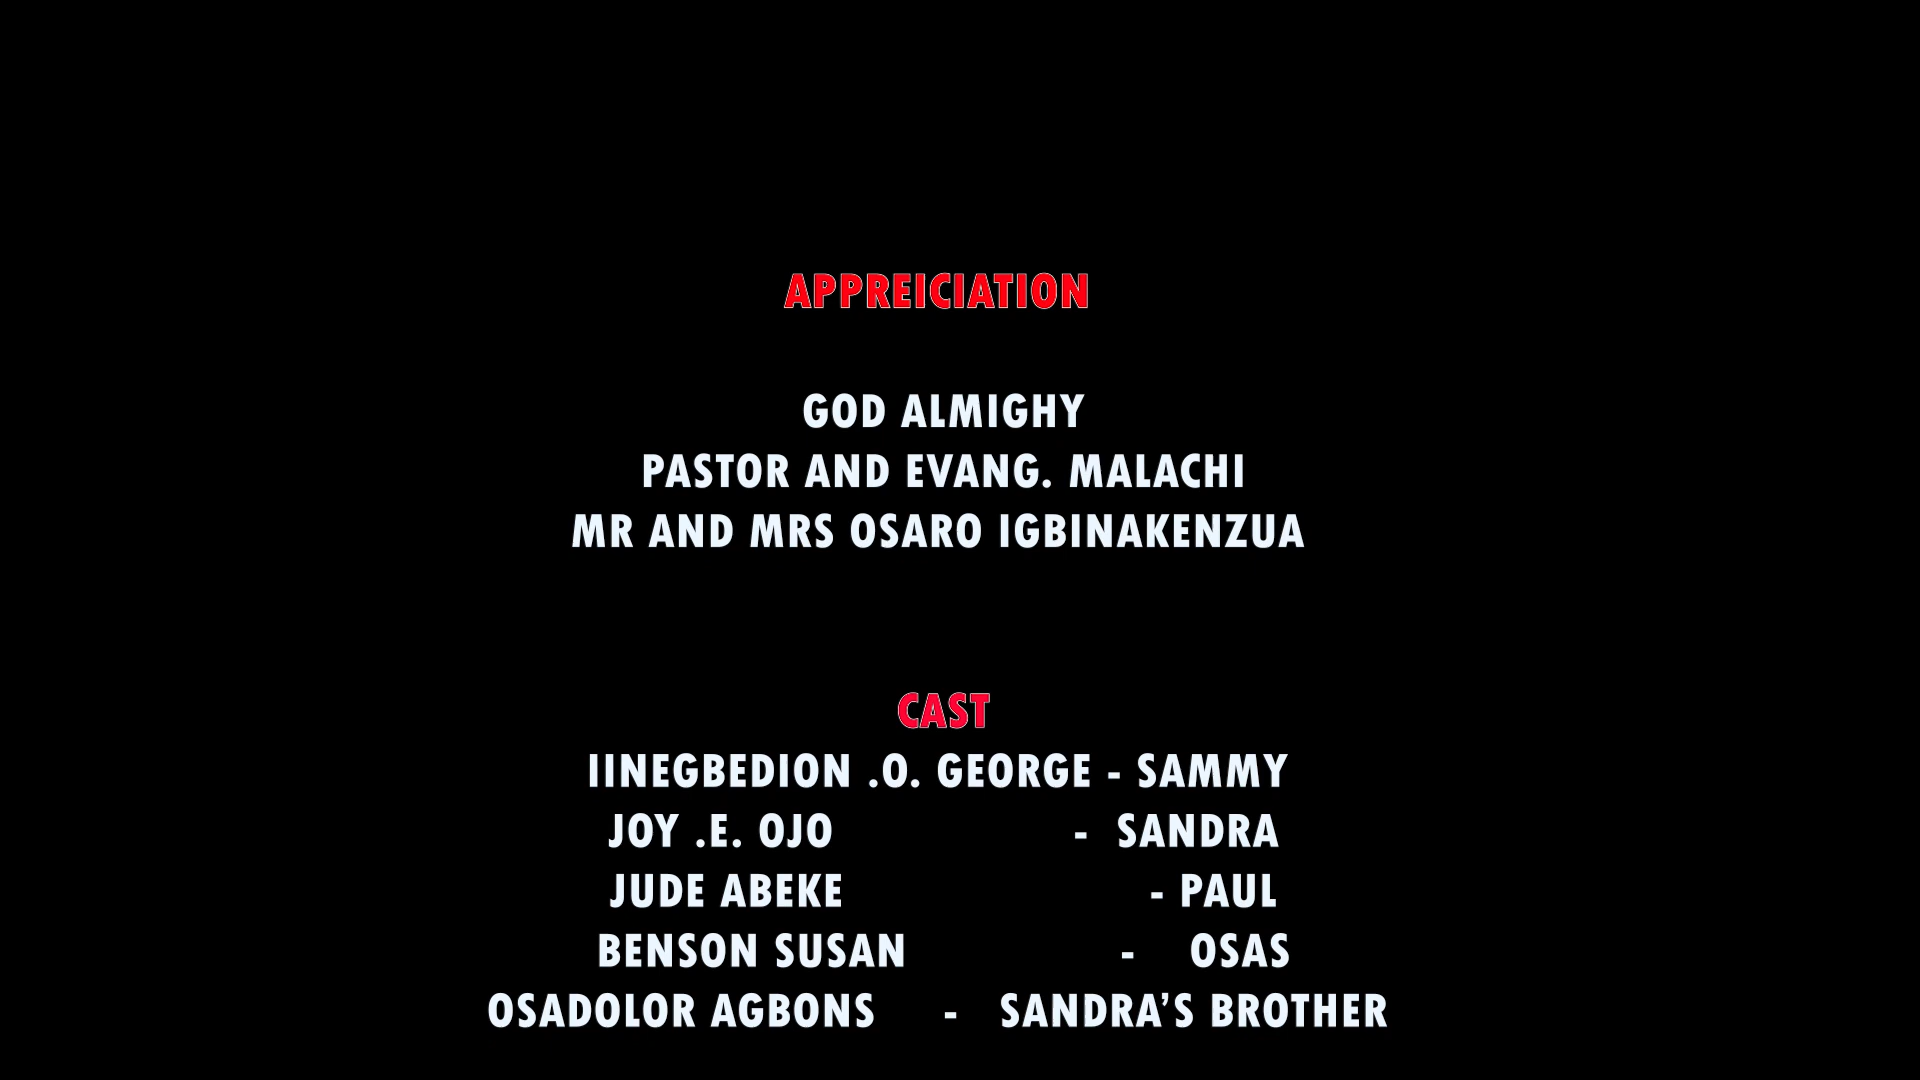 APPREICIATION
GOD ALMIGHY
PASTOR AND EVANG. MALACHI
MR AND MRS OSARO IGBINAKENZUA
CAST
IINEGBEDION .O. GEORGE - SAMMY
JOY .E. OJO - SANDRA
JUDE ABEKE - PAUL
BENSON SUSAN - OSAS
OSADOLOR AGBONS - SANDRA’S BROTHER